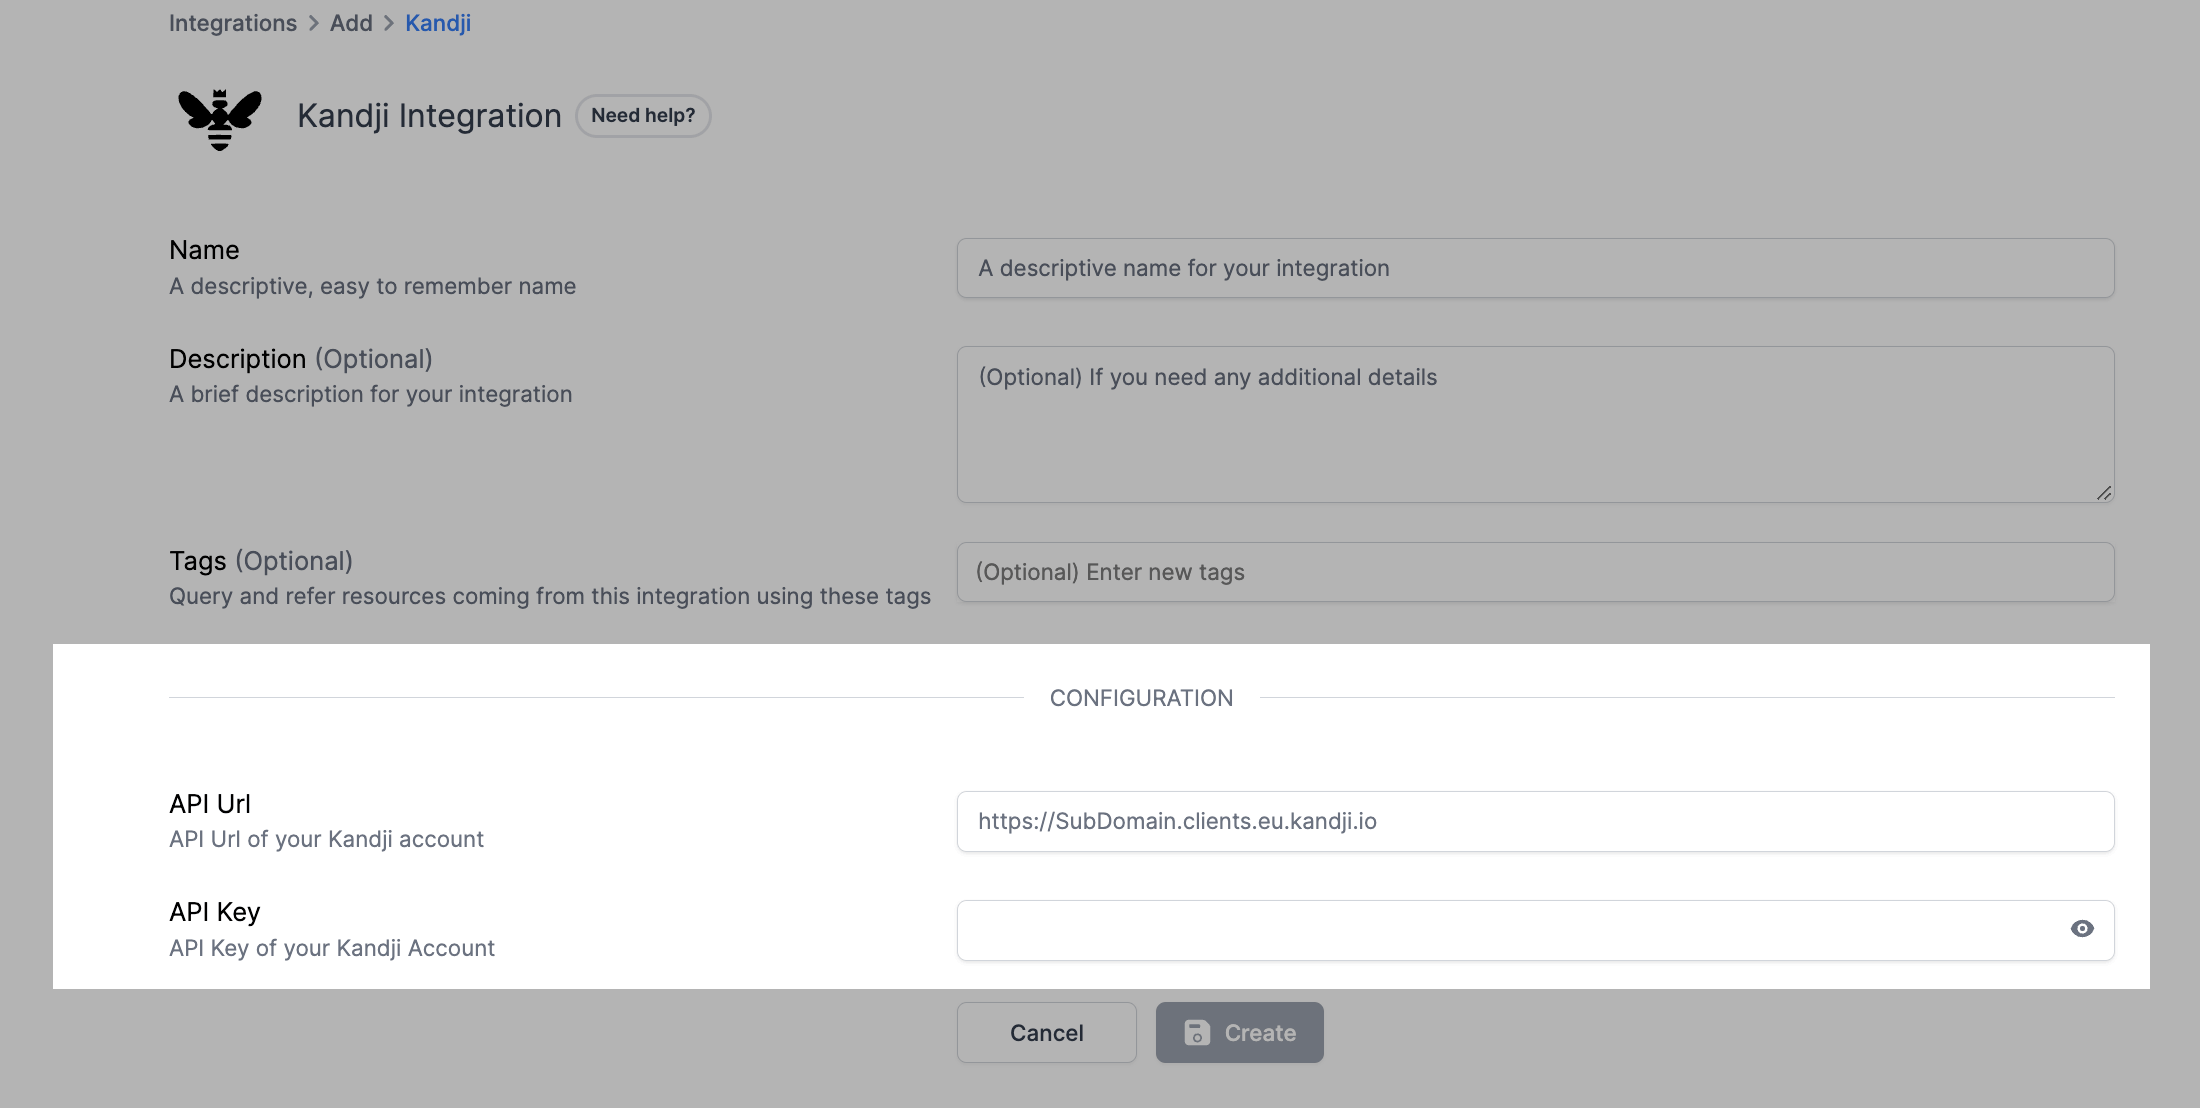 Integrations > Add > Kandji
Kandji Integration Need help?
Name
A descriptive, easy to remember name
A descriptive name for your integration
Description (Optional)
A brief description for your integration
(Optional) If you need any additional details
Tags (Optional)
Query and refer resources coming from this integration using these tags
(Optional) Enter new tags
CONFIGURATION
API Url
API Url of your Kandji account
https://SubDomain.clients.eu.kandji.io
API Key
API Key of your Kandji Account
Cancel Create